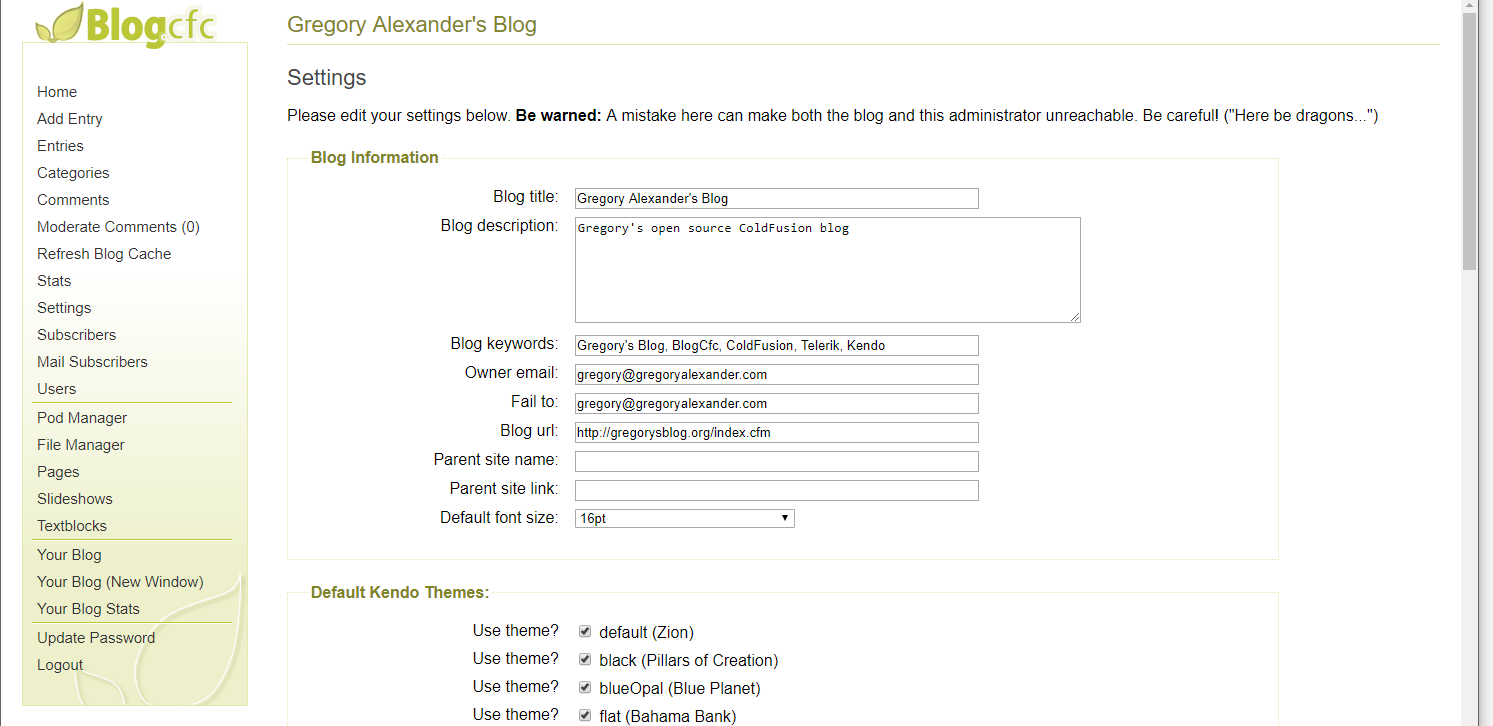 Blog.cfc
Home
Add Entry
Entries
Categories
Comments
Moderate Comments (0)
Refresh Blog Cache
Stats
Settings
Subscribers
Mail Subscribers
Users
Pod Manager
File Manager
Pages
Slideshows
Textblocks
Your Blog
Your Blog (New Window)
Your Blog Stats
Update Password
Logout
Gregory Alexander's Blog
Settings
Please edit your settings below. Be warned: A mistake here can make both the blog and this administrator unreachable. Be careful! ("Here be dragons...")
Blog Information
Blog title: Gregory Alexander's Blog
Blog description: Gregory's open source ColdFusion blog
Blog keywords: Gregory's Blog, BlogCfc, ColdFusion, Telerik, Kendo
Owner email: gregory@gregoryalexander.com
Fail to: gregory@gregoryalexander.com
Blog url: http://gregorysblog.org/index.cfm
Parent site name:
Parent site link:
Default font size: 16pt
Default Kendo Themes:
Use theme? default (Zion)
Use theme? black (Pillars of Creation)
Use theme? blueOpal (Blue Planet)
Use theme? flat (Bahama Bank)